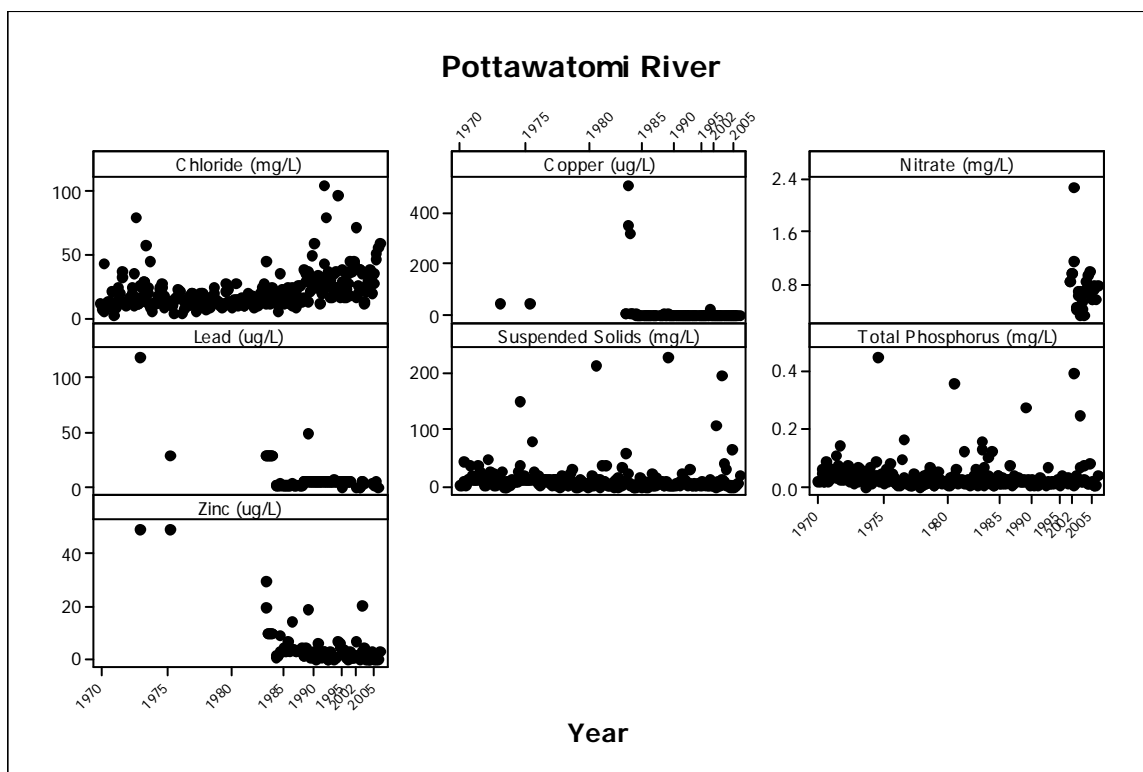 Pottawatomi River
1970 1975 1980 1985 1990 1995 2002 2005
Chloride (mg/L) Copper (ug/L) Nitrate (mg/L)
100 50 0
400 200 0
2.4 1.6 0.8
Lead (ug/L) Suspended Solids (mg/L) Total Phosphorus (mg/L)
100 50 0
200 100 0
0.4 0.2 0.0
1970 1975 1980 1985 1990 1995 2002 2005
Zinc (ug/L)
40 20 0
1970 1975 1980 1985 1990 1995 2002 2005
Year